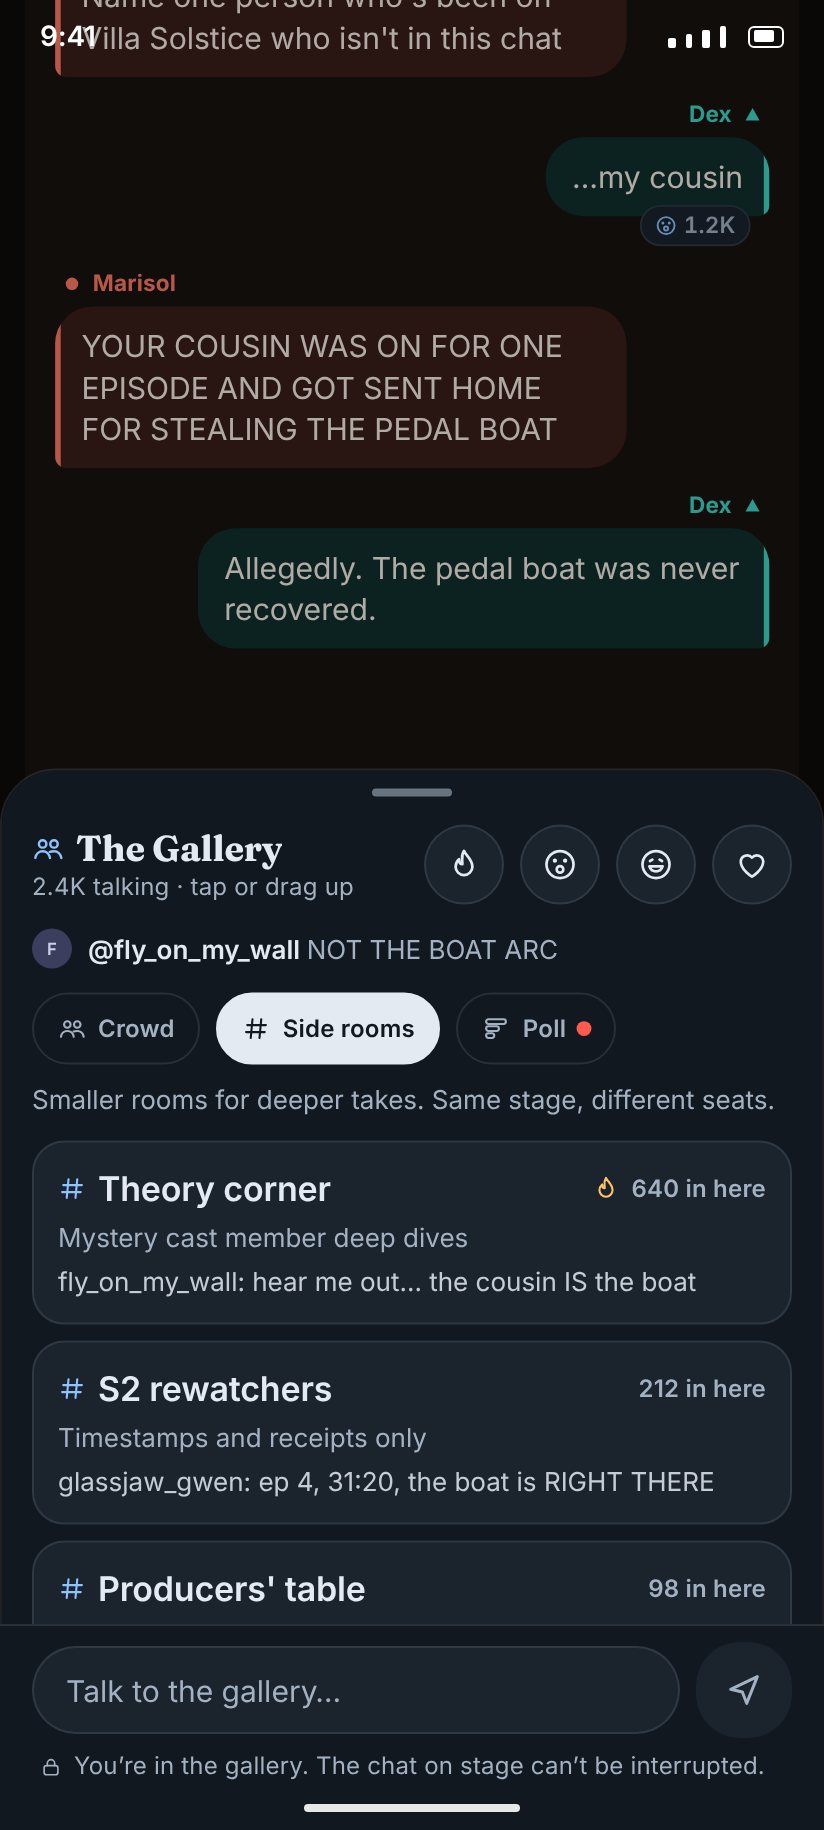 Name one person who's been on
9:41
Villa Solstice who isn't in this chat
Dex
...my cousin
1.2K
Marisol
YOUR COUSIN WAS ON FOR ONE
EPISODE AND GOT SENT HOME
FOR STEALING THE PEDAL BOAT
Dex
Allegedly. The pedal boat was never
recovered.
The Gallery
2.4K talking · tap or drag up
F @fly_on_my_wall NOT THE BOAT ARC
Crowd Side rooms Poll
Smaller rooms for deeper takes. Same stage, different seats.
# Theory corner 640 in here
Mystery cast member deep dives
fly_on_my_wall: hear me out... the cousin IS the boat
# S2 rewatchers 212 in here
Timestamps and receipts only
glassjaw_gwen: ep 4, 31:20, the boat is RIGHT THERE
# Producers' table 98 in here
Talk to the gallery...
You’re in the gallery. The chat on stage can’t be interrupted.